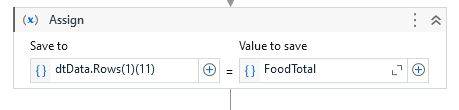 (x) Assign
Save to Value to save
{ } dtData.Rows(1)(11) = { } FoodTotal